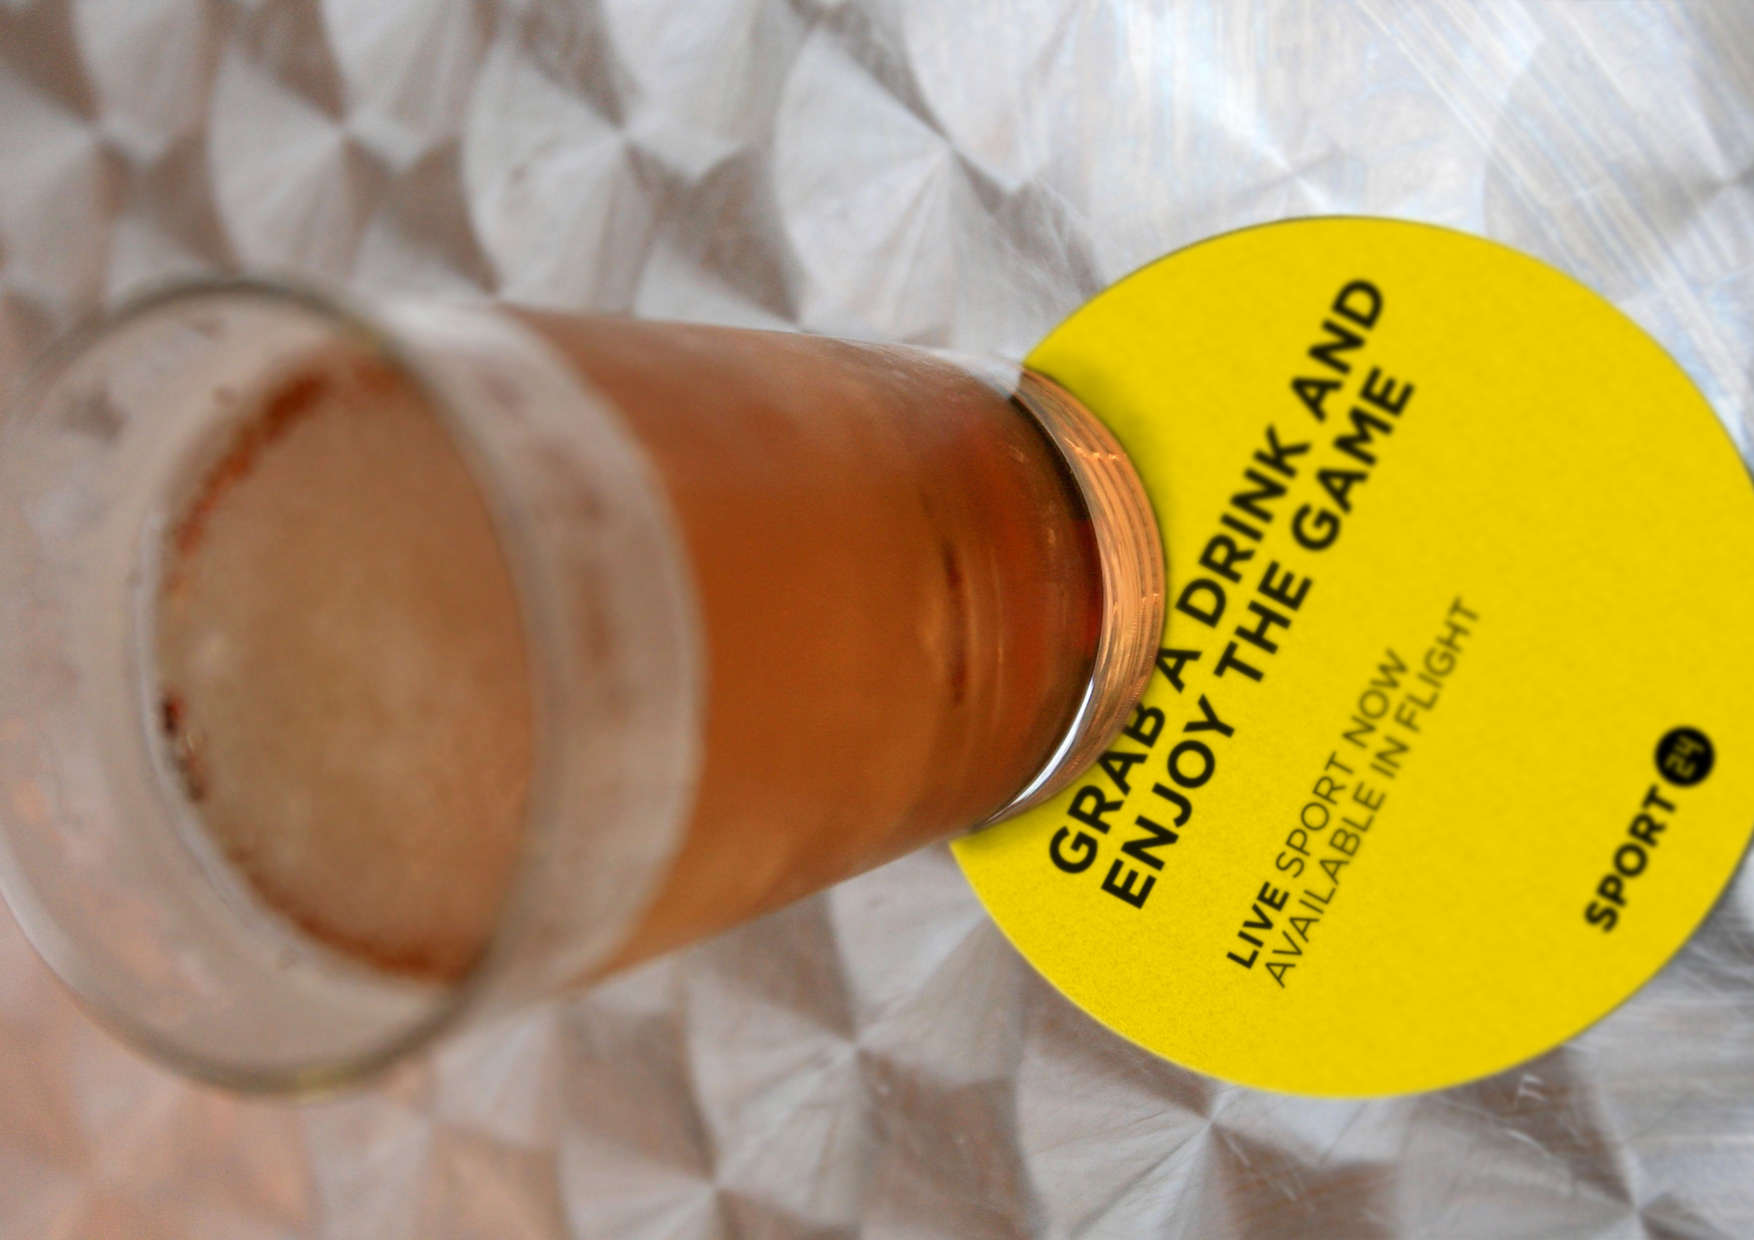 GRAB A DRINK AND
ENJOY THE GAME
LIVE SPORT NOW
AVAILABLE IN FLIGHT
SPORT 24